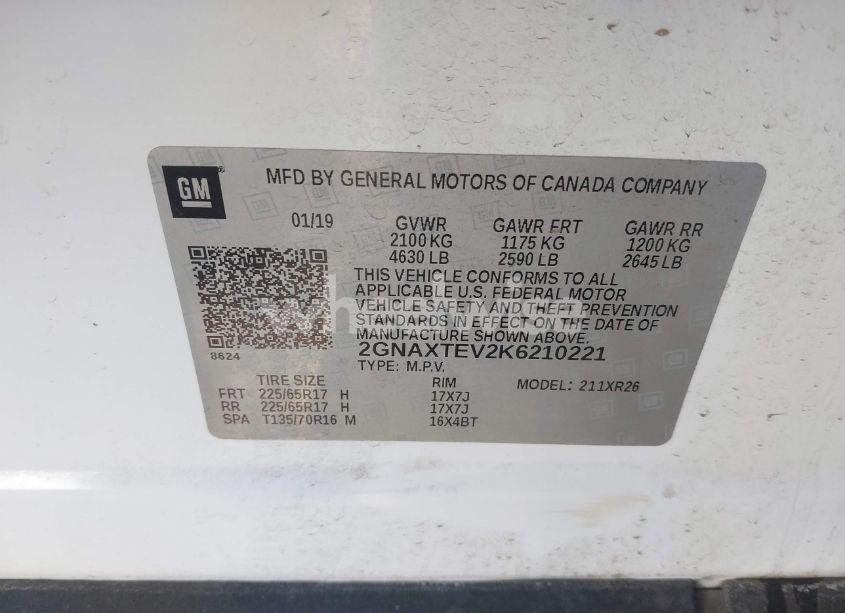 GM
MFD BY GENERAL MOTORS OF CANADA COMPANY
01/19 GVWR GAWR FRT GAWR RR
2100 KG 1175 KG 1200 KG
4630 LB 2590 LB 2645 LB
THIS VEHICLE CONFORMS TO ALL
APPLICABLE U.S. FEDERAL MOTOR
VEHICLE SAFETY AND THEFT PREVENTION
STANDARDS IN EFFECT ON THE DATE OF
MANUFACTURE SHOWN ABOVE.
8624
2GNAXTEV2K6210221
TYPE: M.P.V.
TIRE SIZE RIM MODEL: 211XR26
FRT 225/65R17 H 17X7J
RR 225/65R17 H 17X7J
SPA T135/70R16 M 16X4BT